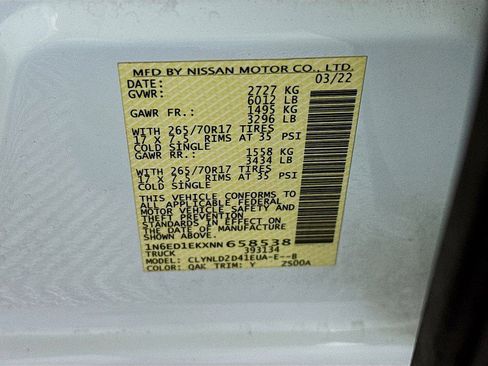 MFD BY NISSAN MOTOR CO., LTD.
DATE: 03/22
GVWR: 2727 KG
6012 LB
GAWR FR.: 1495 KG
3296 LB
WITH 265/70R17 TIRES
17 X 7.5 RIMS AT 35 PSI
COLD SINGLE
GAWR RR.: 1558 KG
3434 LB
WITH 265/70R17 TIRES
17 X 7.5 RIMS AT 35 PSI
COLD SINGLE
THIS VEHICLE CONFORMS TO
ALL APPLICABLE FEDERAL
MOTOR VEHICLE SAFETY AND
THEFT PREVENTION
STANDARDS IN EFFECT ON
THE DATE OF MANUFACTURE
SHOWN ABOVE.
1N6ED1EKXNN658538
TRUCK 393134
MODEL: CLYNLD2D41EUA-E--B
COLOR: QAK TRIM: Y ZS00A